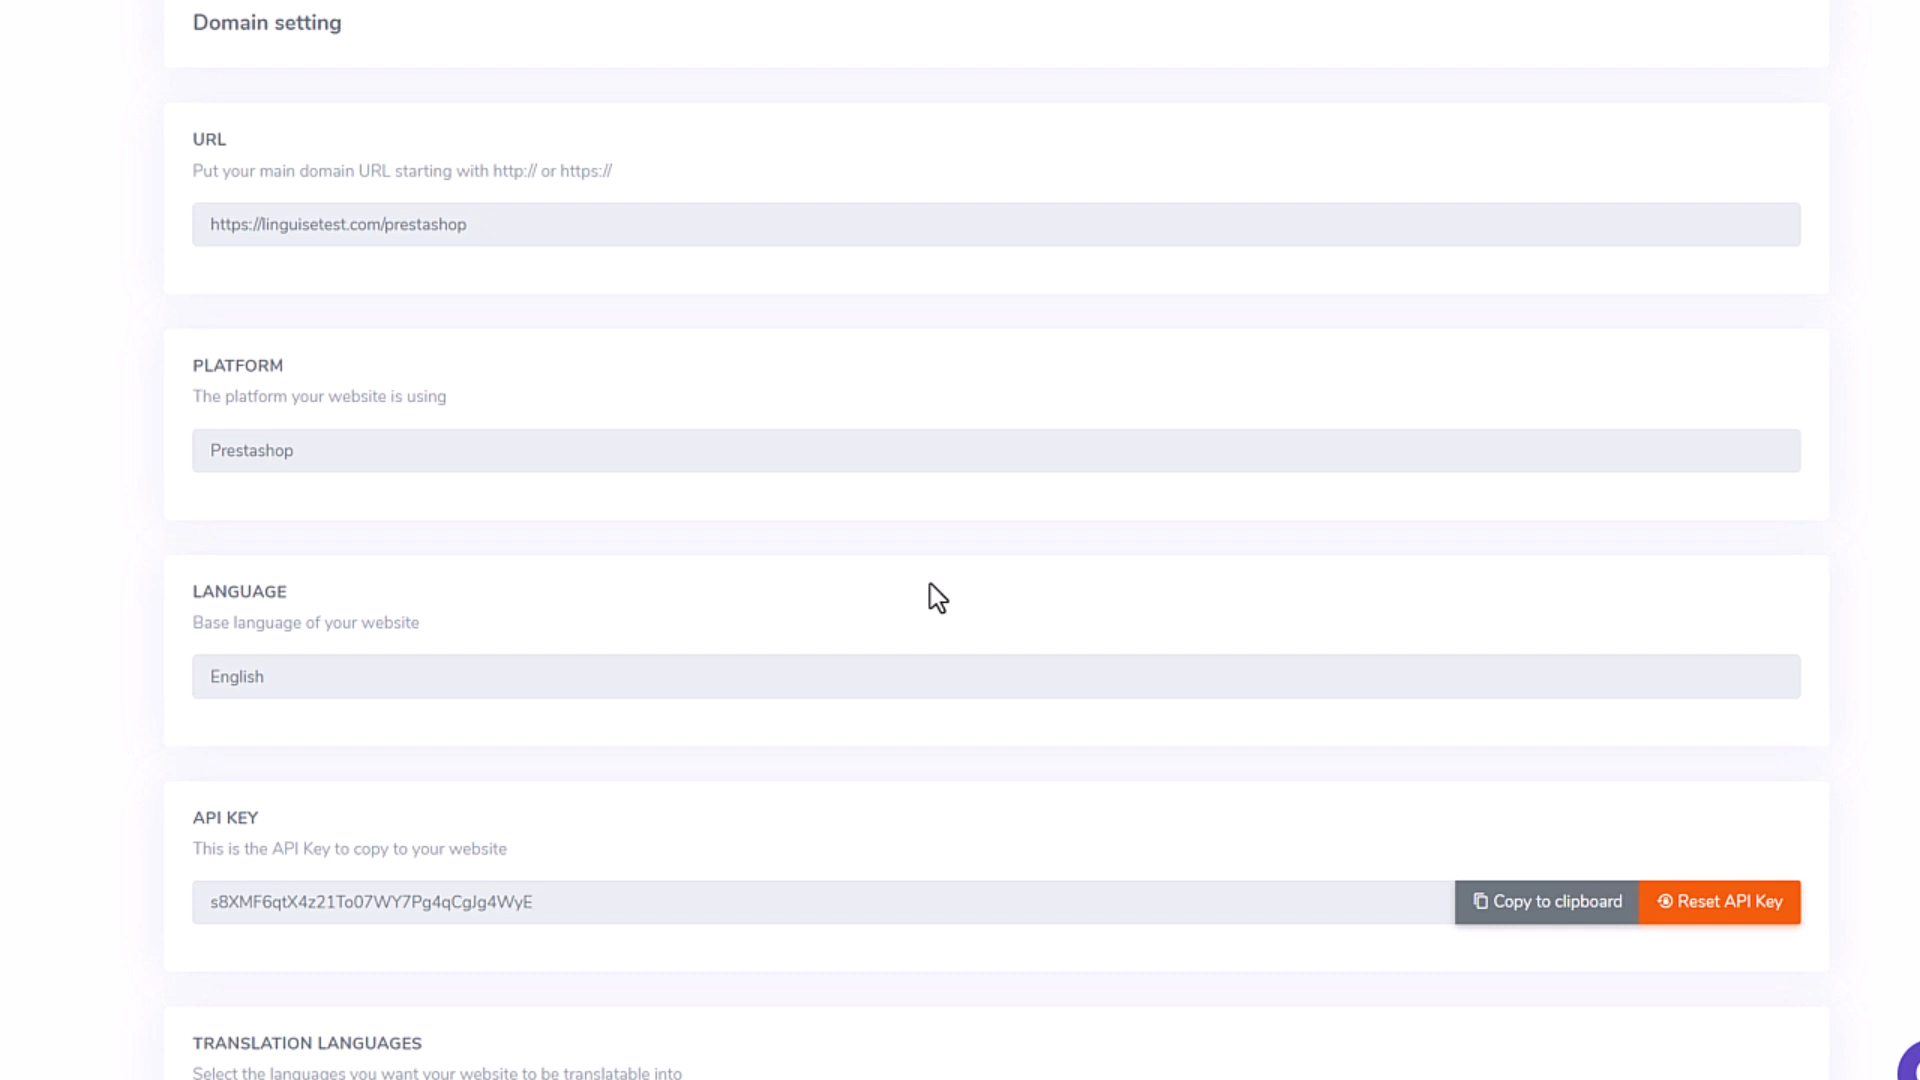 Domain setting
URL
Put your main domain URL starting with http:// or https://
https://linguisetest.com/prestashop
PLATFORM
The platform your website is using
Prestashop
LANGUAGE
Base language of your website
English
API KEY
This is the API Key to copy to your website
s8XMF6qtX4z21To07WY7Pg4qCgJg4WyE
Copy to clipboard
Reset API Key
TRANSLATION LANGUAGES
Select the languages you want your website to be translatable into